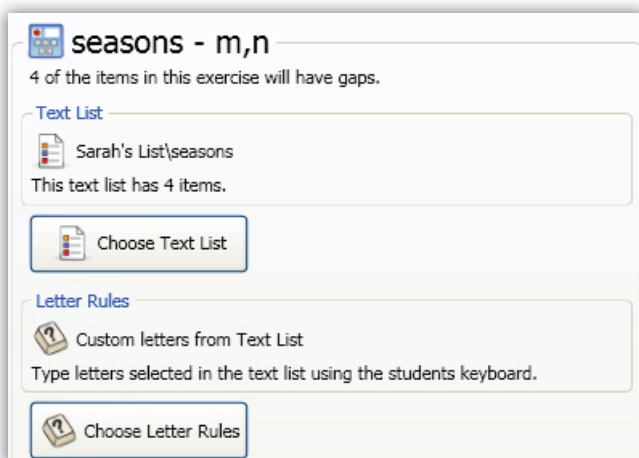 seasons - m,n
4 of the items in this exercise will have gaps.
Text List
Sarah's List\seasons
This text list has 4 items.
Choose Text List
Letter Rules
Custom letters from Text List
Type letters selected in the text list using the students keyboard.
Choose Letter Rules